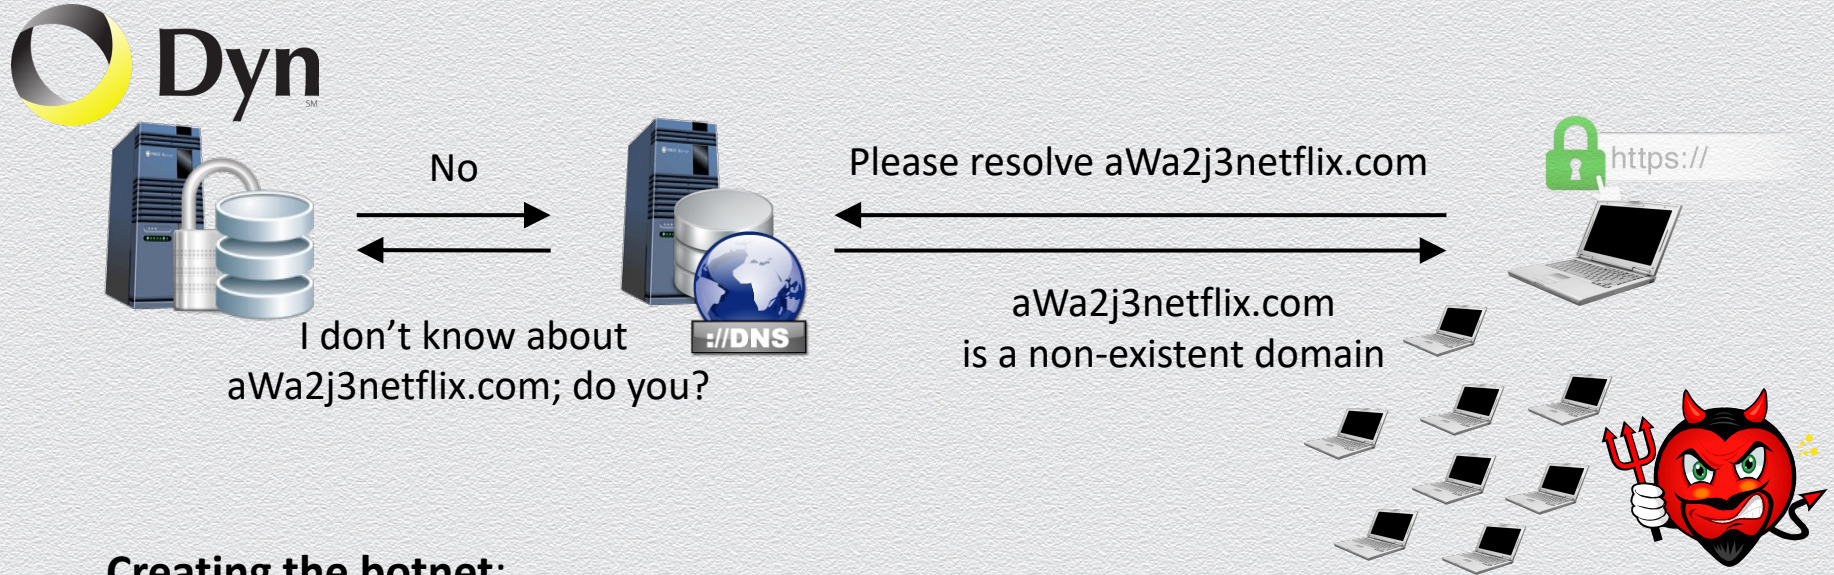 Dyn
SM
No
Please resolve aWa2j3netflix.com
https://
I don’t know about
aWa2j3netflix.com; do you?
://DNS
aWa2j3netflix.com
is a non-existent domain
Creating the botnet: